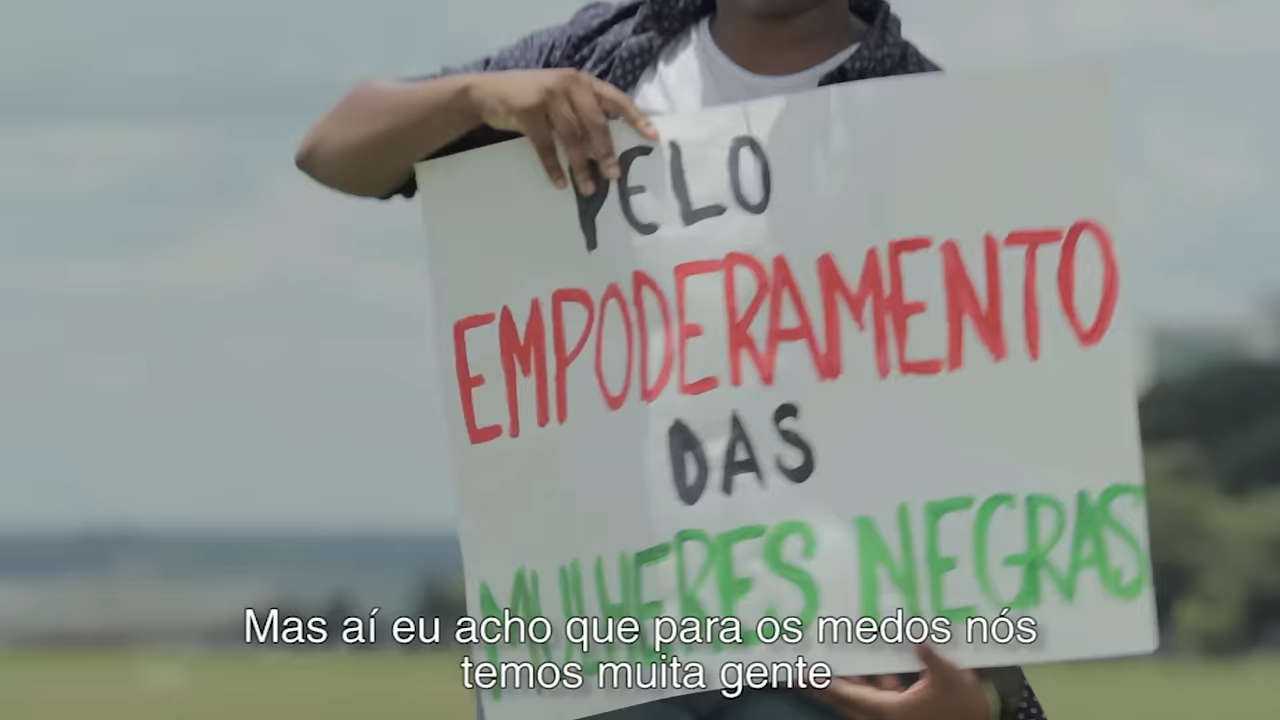 PELO
EMPODERAMENTO
DAS
MULHERES NEGRAS
Mas aí eu acho que para os medos nós
temos muita gente